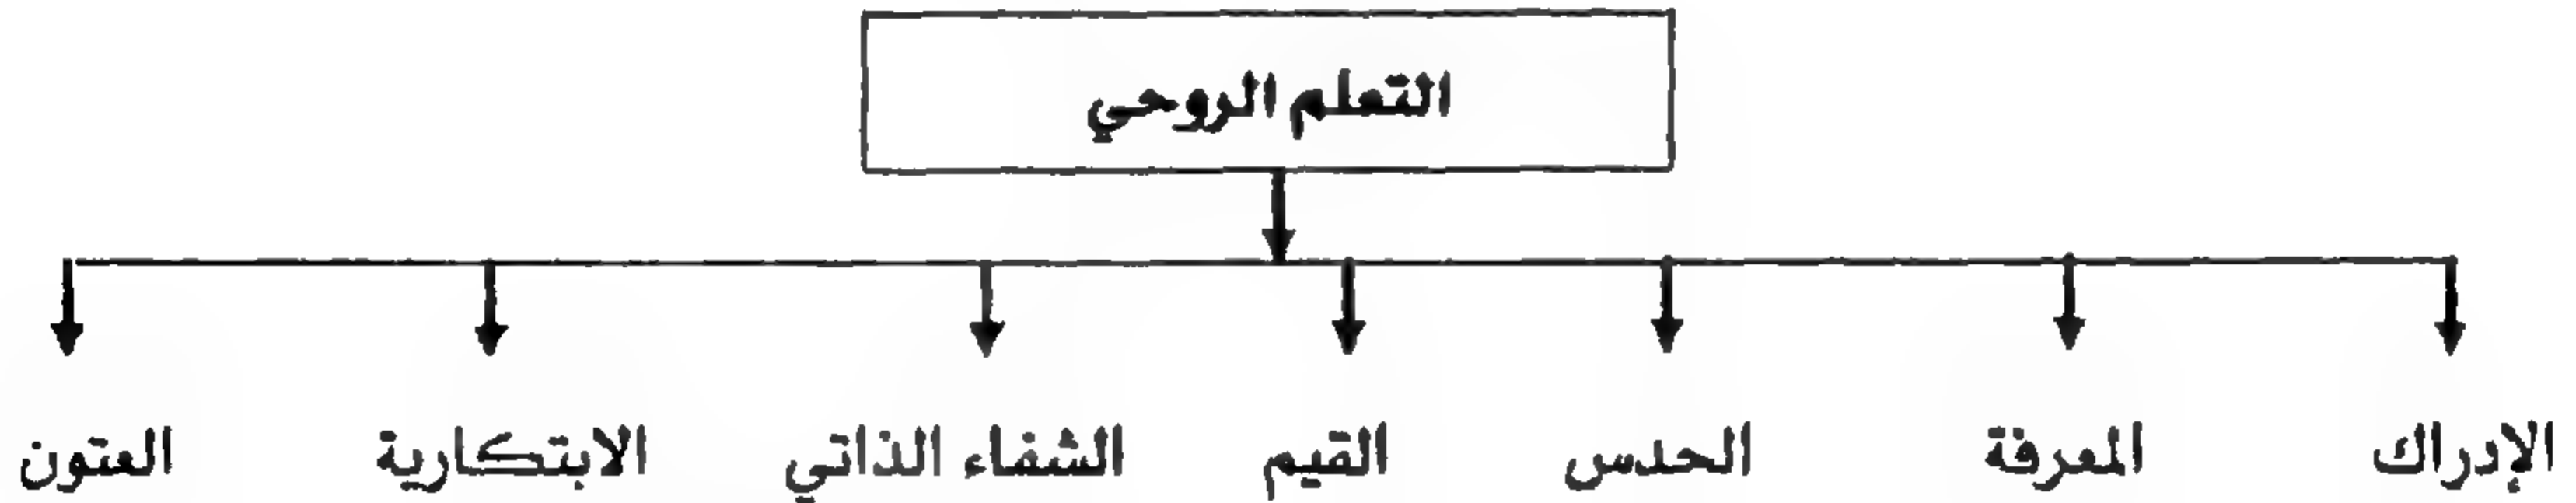 التعلم الروحي
الإدراك المعرفة الحدس القيم الشفاء الذاتي الابتكارية العتون